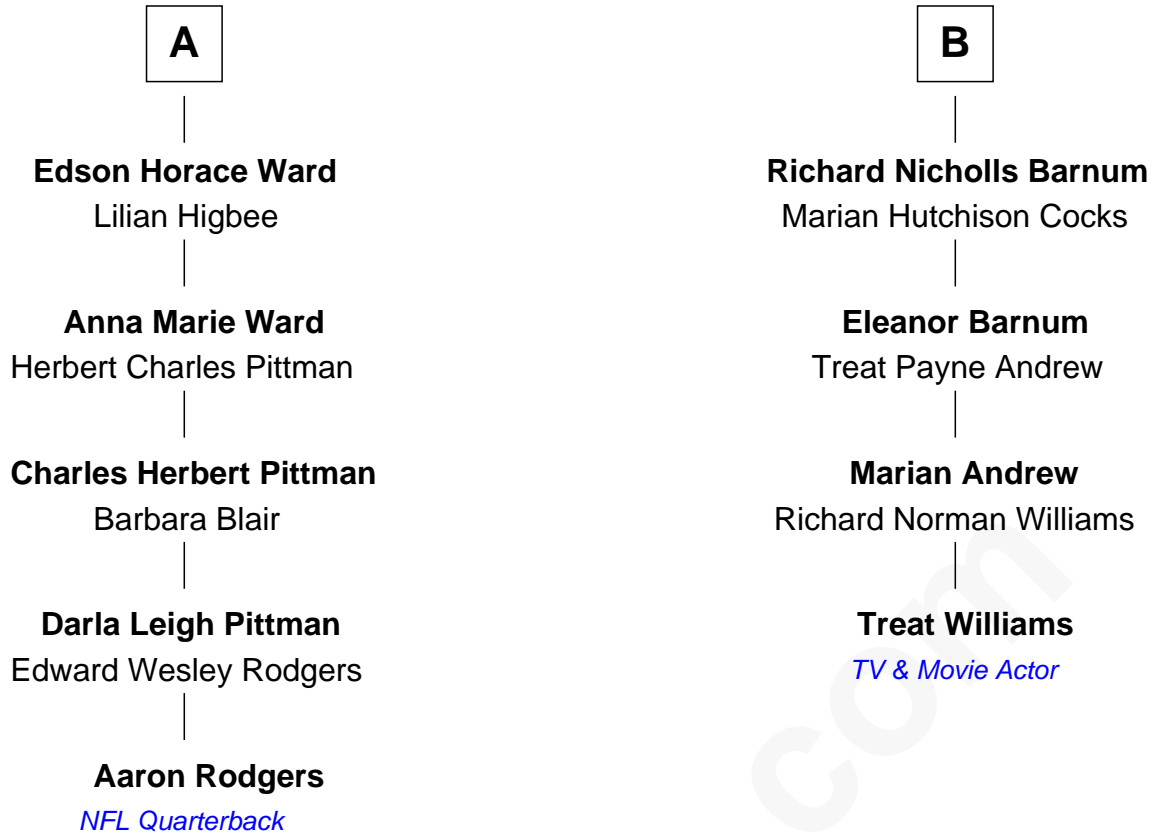 A
Edson Horace Ward
Lilian Higbee
Anna Marie Ward
Herbert Charles Pittman
Charles Herbert Pittman
Barbara Blair
Darla Leigh Pittman
Edward Wesley Rodgers
Aaron Rodgers
NFL Quarterback
B
Richard Nicholls Barnum
Marian Hutchison Cocks
Eleanor Barnum
Treat Payne Andrew
Marian Andrew
Richard Norman Williams
Treat Williams
TV & Movie Actor
com